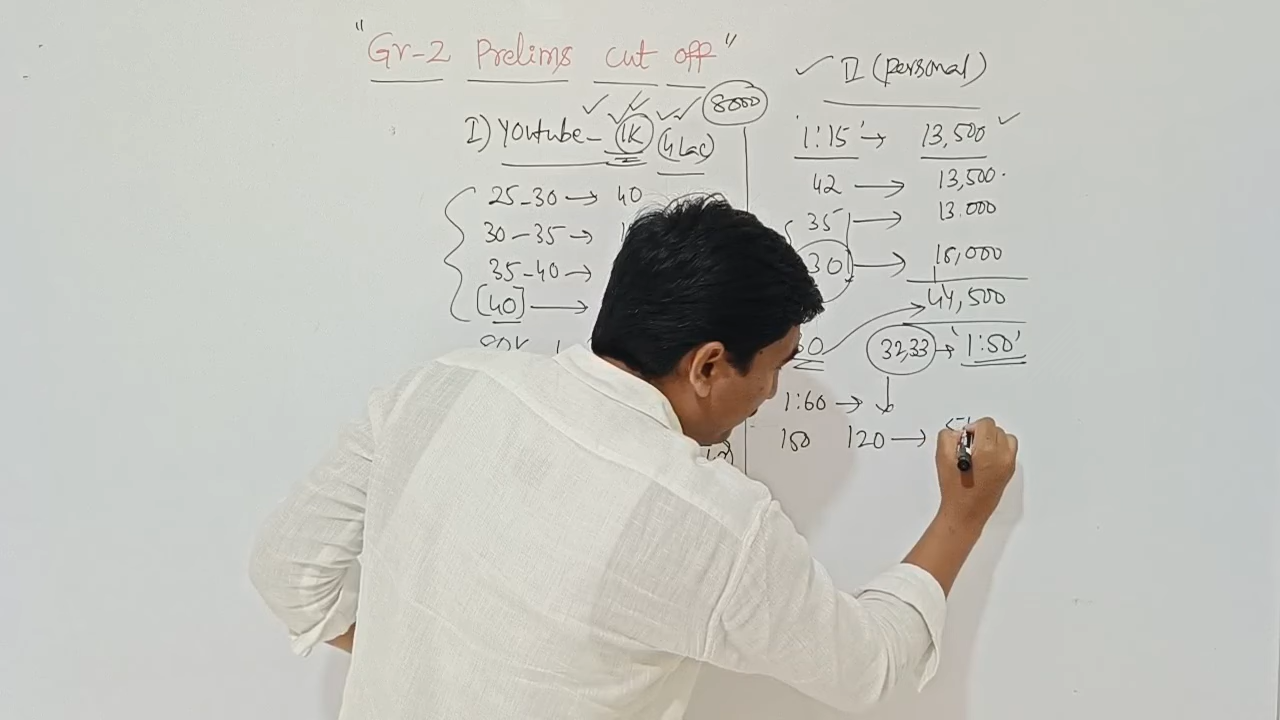 "Gr-2 Prelims cut off"
I) Youtube - 1K (4 Lac) 8000
25-30 → 40
30-35 →
35-40 →
[40] →
II (personal)
'1:15' → 13,500
42 → 13,500.
35 → 13.000
30 → 18,000
44,500
32,33 → '1:50'
1:60 →
150 120 →